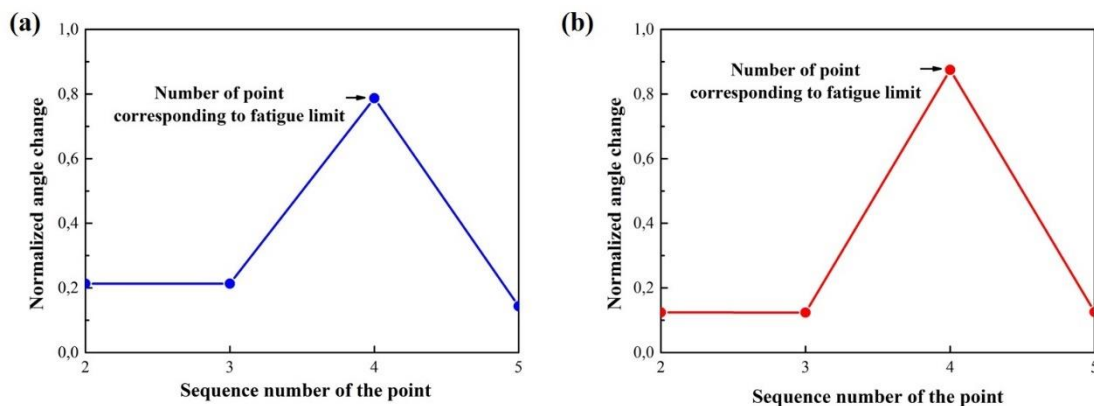 (a)
1,0
0,8
0,6
0,4
0,2
0,0
Normalized angle change
Number of point
corresponding to fatigue limit
2 3 4 5
Sequence number of the point
(b)
1,0
0,8
0,6
0,4
0,2
0,0
Normalized angle change
Number of point
corresponding to fatigue limit
2 3 4 5
Sequence number of the point